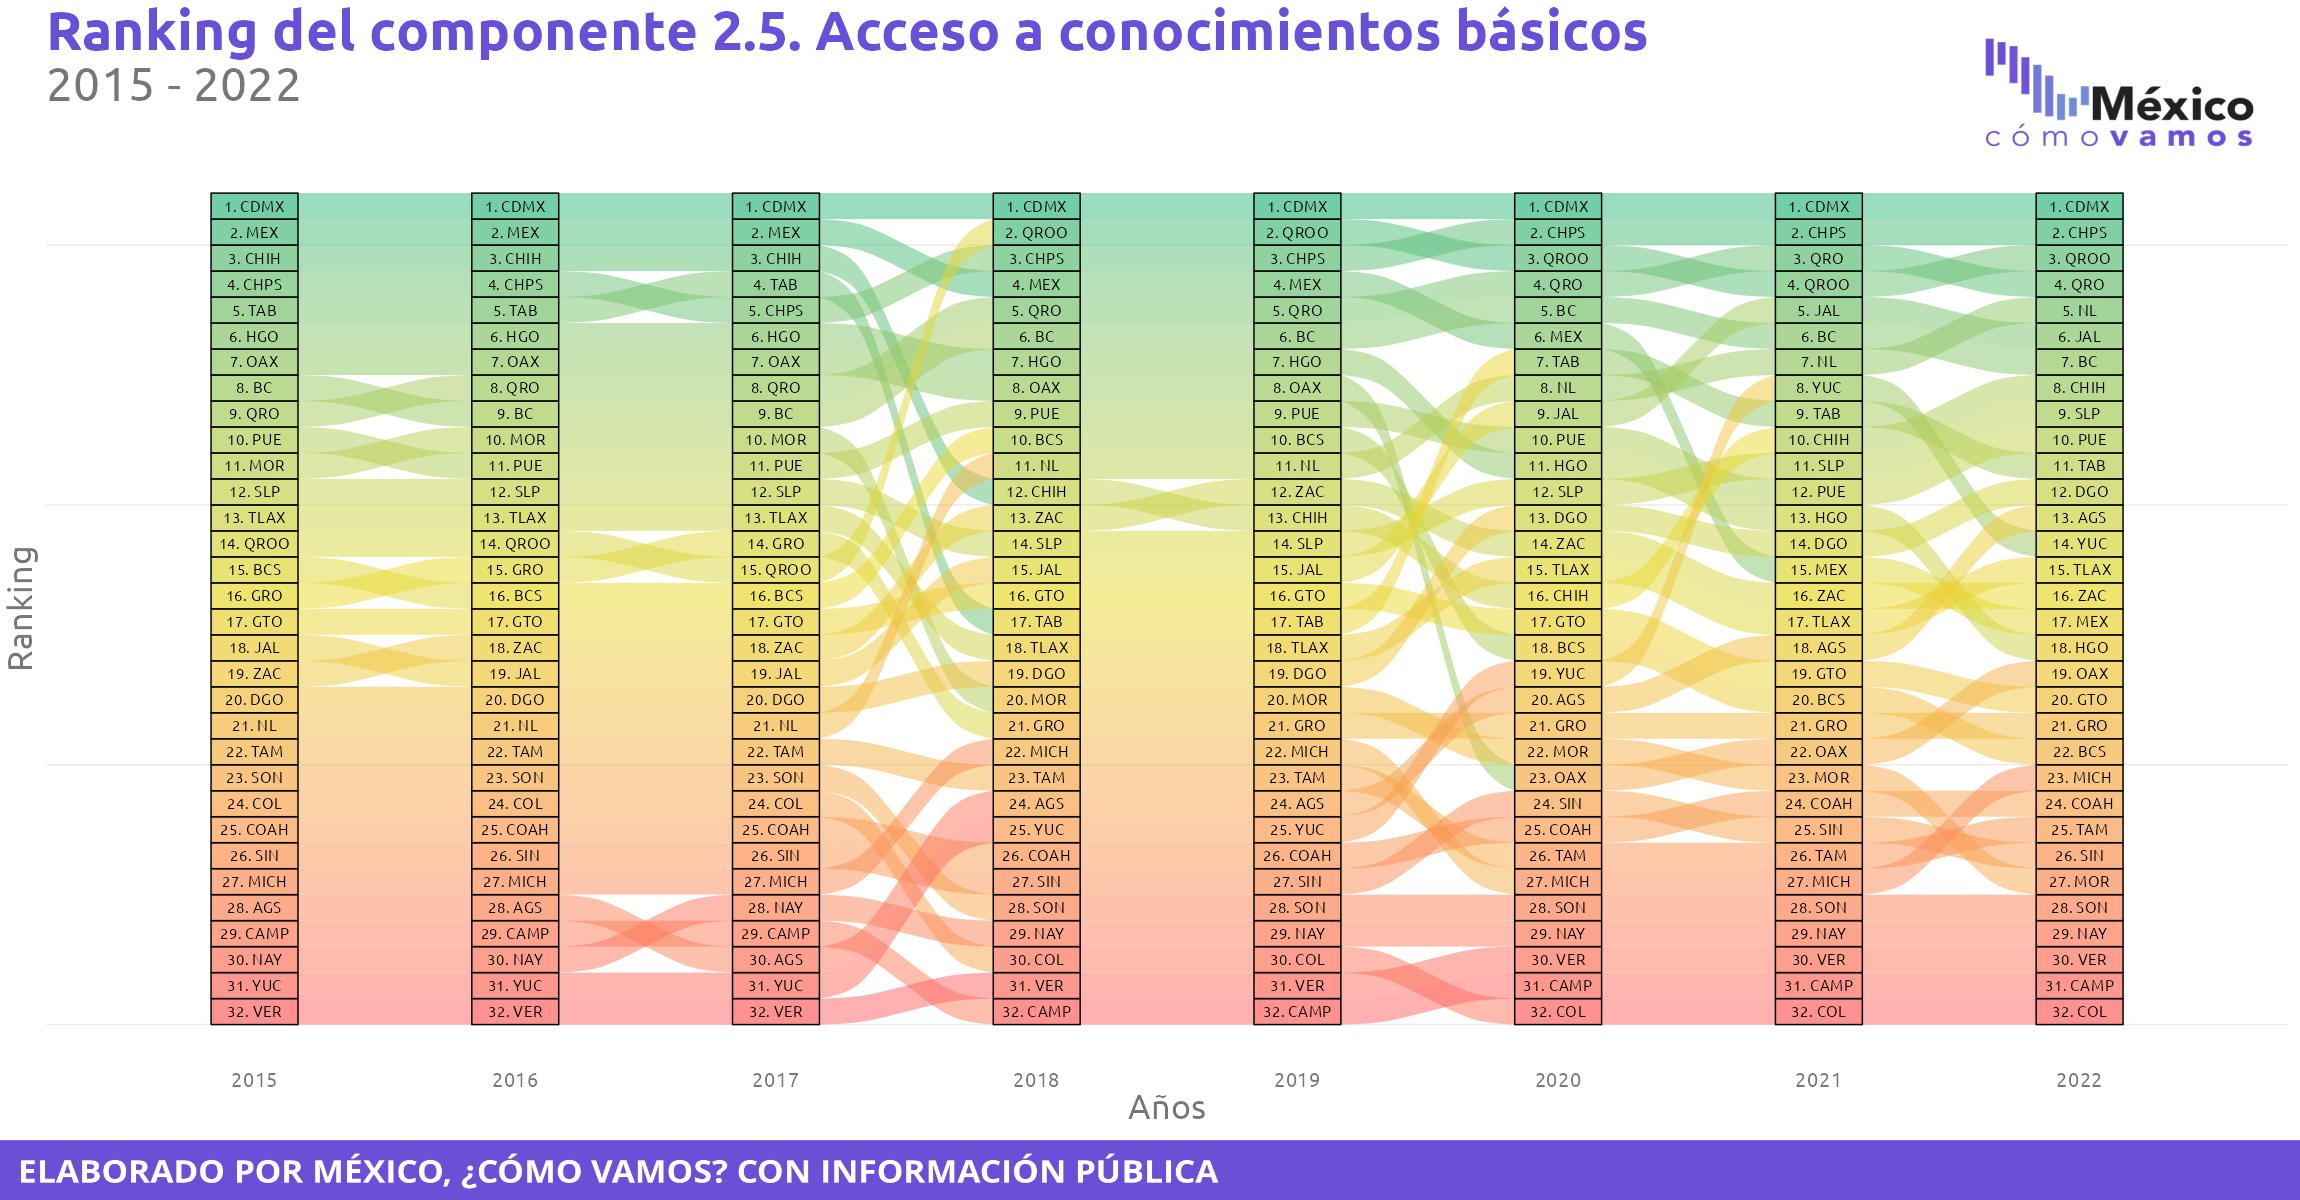 Ranking del componente 2.5. Acceso a conocimientos básicos
2015 - 2022
México
cómovamos
Ranking
1. CDMX 1. CDMX 1. CDMX 1. CDMX 1. CDMX 1. CDMX 1. CDMX 1. CDMX
2. MEX 2. MEX 2. MEX 2. QROO 2. QROO 2. CHPS 2. CHPS 2. CHPS
3. CHIH 3. CHIH 3. CHIH 3. CHPS 3. CHPS 3. QROO 3. QRO 3. QROO
4. CHPS 4. CHPS 4. TAB 4. MEX 4. MEX 4. QRO 4. QROO 4. QRO
5. TAB 5. TAB 5. CHPS 5. QRO 5. QRO 5. BC 5. JAL 5. NL
6. HGO 6. HGO 6. HGO 6. BC 6. BC 6. MEX 6. BC 6. JAL
7. OAX 7. OAX 7. OAX 7. HGO 7. HGO 7. TAB 7. NL 7. BC
8. BC 8. QRO 8. QRO 8. OAX 8. OAX 8. NL 8. YUC 8. CHIH
9. QRO 9. BC 9. BC 9. PUE 9. PUE 9. JAL 9. TAB 9. SLP
10. PUE 10. MOR 10. MOR 10. BCS 10. BCS 10. PUE 10. CHIH 10. PUE
11. MOR 11. PUE 11. PUE 11. NL 11. NL 11. HGO 11. SLP 11. TAB
12. SLP 12. SLP 12. SLP 12. CHIH 12. ZAC 12. SLP 12. PUE 12. DGO
13. TLAX 13. TLAX 13. TLAX 13. ZAC 13. CHIH 13. DGO 13. HGO 13. AGS
14. QROO 14. QROO 14. GRO 14. SLP 14. SLP 14. ZAC 14. DGO 14. YUC
15. BCS 15. GRO 15. QROO 15. JAL 15. JAL 15. TLAX 15. MEX 15. TLAX
16. GRO 16. BCS 16. BCS 16. GTO 16. GTO 16. CHIH 16. ZAC 16. ZAC
17. GTO 17. GTO 17. GTO 17. TAB 17. TAB 17. GTO 17. TLAX 17. MEX
18. JAL 18. ZAC 18. ZAC 18. TLAX 18. TLAX 18. BCS 18. AGS 18. HGO
19. ZAC 19. JAL 19. JAL 19. DGO 19. DGO 19. YUC 19. GTO 19. OAX
20. DGO 20. DGO 20. DGO 20. MOR 20. MOR 20. AGS 20. BCS 20. GTO
21. NL 21. NL 21. NL 21. GRO 21. GRO 21. GRO 21. GRO 21. GRO
22. TAM 22. TAM 22. TAM 22. MICH 22. MICH 22. MOR 22. OAX 22. BCS
23. SON 23. SON 23. SON 23. TAM 23. TAM 23. OAX 23. MOR 23. MICH
24. COL 24. COL 24. COL 24. AGS 24. AGS 24. SIN 24. COAH 24. COAH
25. COAH 25. COAH 25. COAH 25. YUC 25. YUC 25. COAH 25. SIN 25. TAM
26. SIN 26. SIN 26. SIN 26. COAH 26. COAH 26. TAM 26. TAM 26. SIN
27. MICH 27. MICH 27. MICH 27. SIN 27. SIN 27. MICH 27. MICH 27. MOR
28. AGS 28. AGS 28. NAY 28. SON 28. SON 28. SON 28. SON 28. SON
29. CAMP 29. CAMP 29. CAMP 29. NAY 29. NAY 29. NAY 29. NAY 29. NAY
30. NAY 30. NAY 30. AGS 30. COL 30. COL 30. VER 30. VER 30. VER
31. YUC 31. YUC 31. YUC 31. VER 31. VER 31. CAMP 31. CAMP 31. CAMP
32. VER 32. VER 32. VER 32. CAMP 32. CAMP 32. COL 32. COL 32. COL
2015 2016 2017 2018 2019 2020 2021 2022
Años
ELABORADO POR MÉXICO, ¿CÓMO VAMOS? CON INFORMACIÓN PÚBLICA